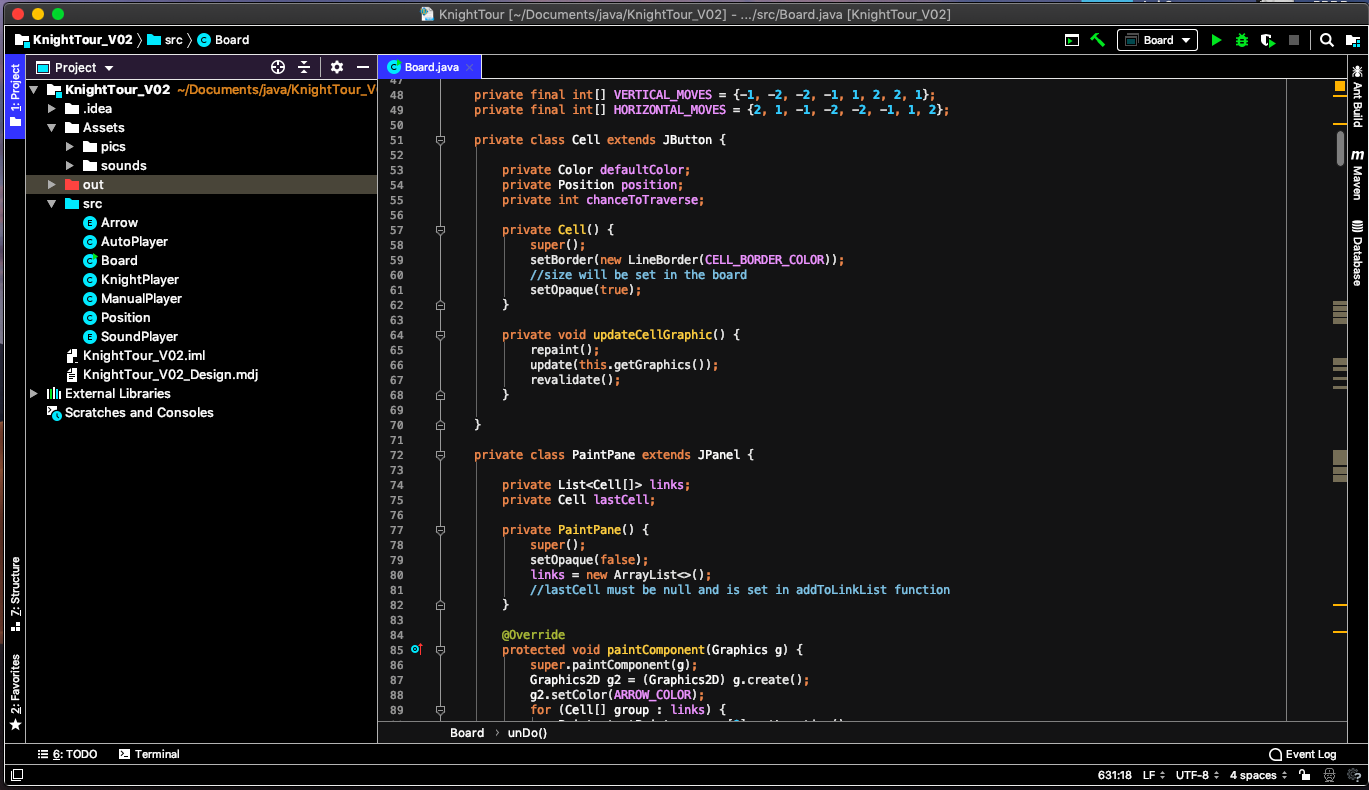 KnightTour [~/Documents/java/KnightTour_V02] - .../src/Board.java [KnightTour_V02]
KnightTour_V02 › src › Board
Board
1: Project
Project
Board.java
KnightTour_V02 ~/Documents/java/KnightTour_V
.idea
Assets
pics
sounds
out
src
Arrow
AutoPlayer
Board
KnightPlayer
ManualPlayer
Position
SoundPlayer
KnightTour_V02.iml
KnightTour_V02_Design.mdj
External Libraries
Scratches and Consoles
7: Structure
2: Favorites
47
48 private final int[] VERTICAL_MOVES = {-1, -2, -2, -1, 1, 2, 2, 1};
49 private final int[] HORIZONTAL_MOVES = {2, 1, -1, -2, -2, -1, 1, 2};
50
51 private class Cell extends JButton {
52
53 private Color defaultColor;
54 private Position position;
55 private int chanceToTraverse;
56
57 private Cell() {
58 super();
59 setBorder(new LineBorder(CELL_BORDER_COLOR));
60 //size will be set in the board
61 setOpaque(true);
62 }
63
64 private void updateCellGraphic() {
65 repaint();
66 update(this.getGraphics());
67 revalidate();
68 }
69
70 }
71
72 private class PaintPane extends JPanel {
73
74 private List<Cell[]> links;
75 private Cell lastCell;
76
77 private PaintPane() {
78 super();
79 setOpaque(false);
80 links = new ArrayList<>();
81 //lastCell must be null and is set in addToLinkList function
82 }
83
84 @Override
85 protected void paintComponent(Graphics g) {
86 super.paintComponent(g);
87 Graphics2D g2 = (Graphics2D) g.create();
88 g2.setColor(ARROW_COLOR);
89 for (Cell[] group : links) {
Board › unDo()
Ant Build
Maven
Database
6: TODO
Terminal
Event Log
631:18 LF UTF-8 4 spaces